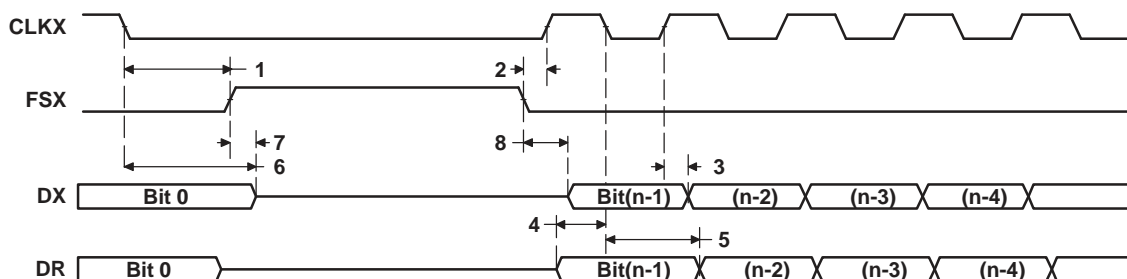 CLKX
1
2
FSX
7
8
6
3
DX
Bit 0
Bit(n-1)
(n-2)
(n-3)
(n-4)
4
5
DR
Bit 0
Bit(n-1)
(n-2)
(n-3)
(n-4)